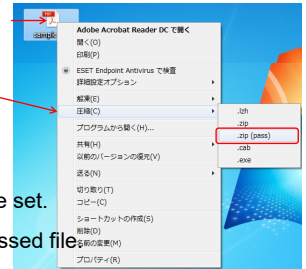 PDF
sample
Adobe Acrobat Reader DC で開く
開く(O)
印刷(P)
ESET Endpoint Antivirus で検査
詳細設定オプション
解凍(E)
圧縮(C)
.lzh
.zip
.zip (pass)
.cab
.exe
プログラムから開く(H)...
共有(H)
以前のバージョンの復元(V)
送る(N)
切り取り(T)
コピー(C)
ショートカットの作成(S)
削除(D)
名前の変更(M)
プロパティ(R)
e set.
ssed file.